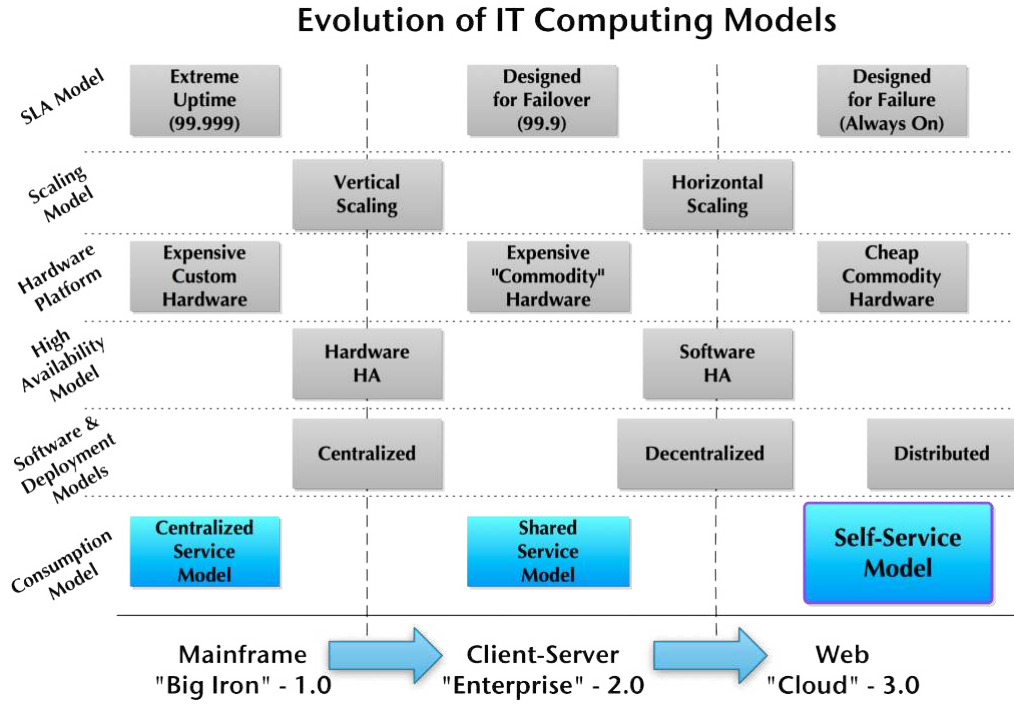 Evolution of IT Computing Models
SLA Model
Extreme
Uptime
(99.999)
Designed
for Failover
(99.9)
Designed
for Failure
(Always On)
Scaling
Model
Vertical
Scaling
Horizontal
Scaling
Hardware
Platform
Expensive
Custom
Hardware
Expensive
"Commodity"
Hardware
Cheap
Commodity
Hardware
High
Availability
Model
Hardware
HA
Software
HA
Software &
Deployment
Models
Centralized
Decentralized
Distributed
Consumption
Model
Centralized
Service
Model
Shared
Service
Model
Self-Service
Model
Mainframe
"Big Iron" - 1.0
Client-Server
"Enterprise" - 2.0
Web
"Cloud" - 3.0